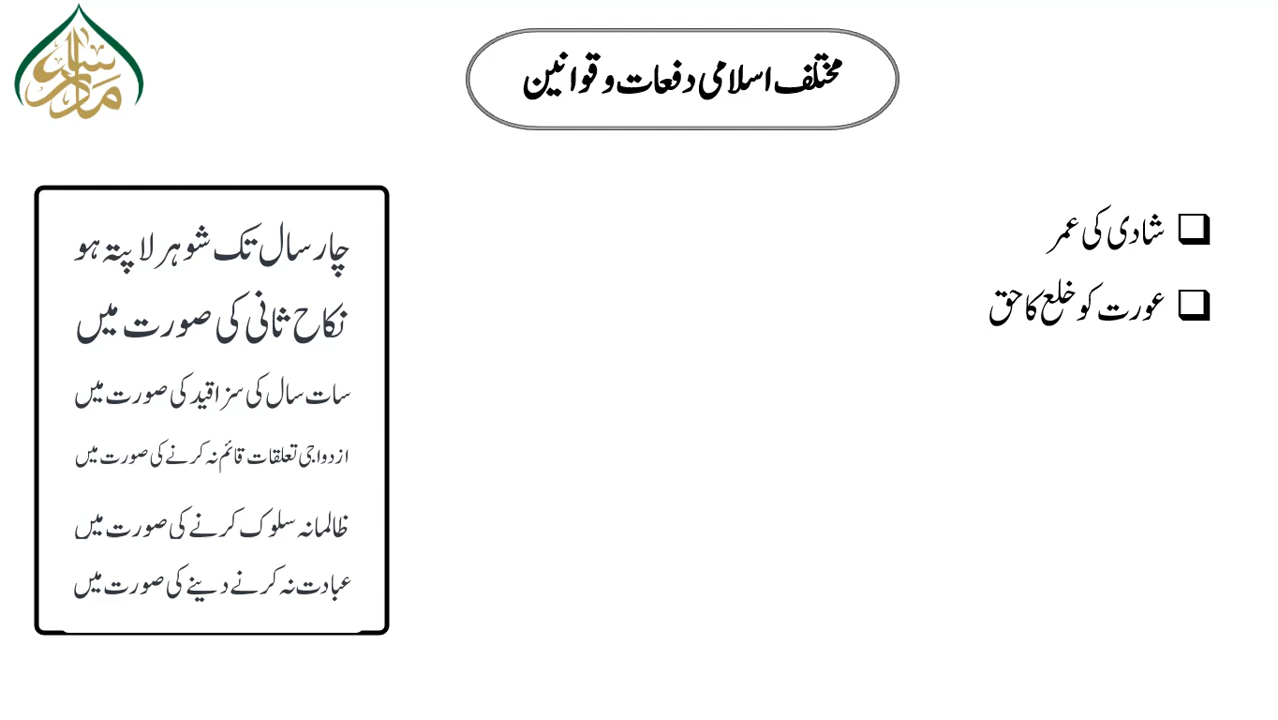 مختلف اسلامی دفعات و قوانین
شادی کی عمر
عورت کو خلع کا حق
چار سال تک شوہر لا پتہ ہو
نکاح ثانی کی صورت میں
سات سال کی سزا قید کی صورت میں
ازدواجی تعلقات قائم نہ کرنے کی صورت میں
ظالمانہ سلوک کرنے کی صورت میں
عبادت نہ کرنے دینے کی صورت میں